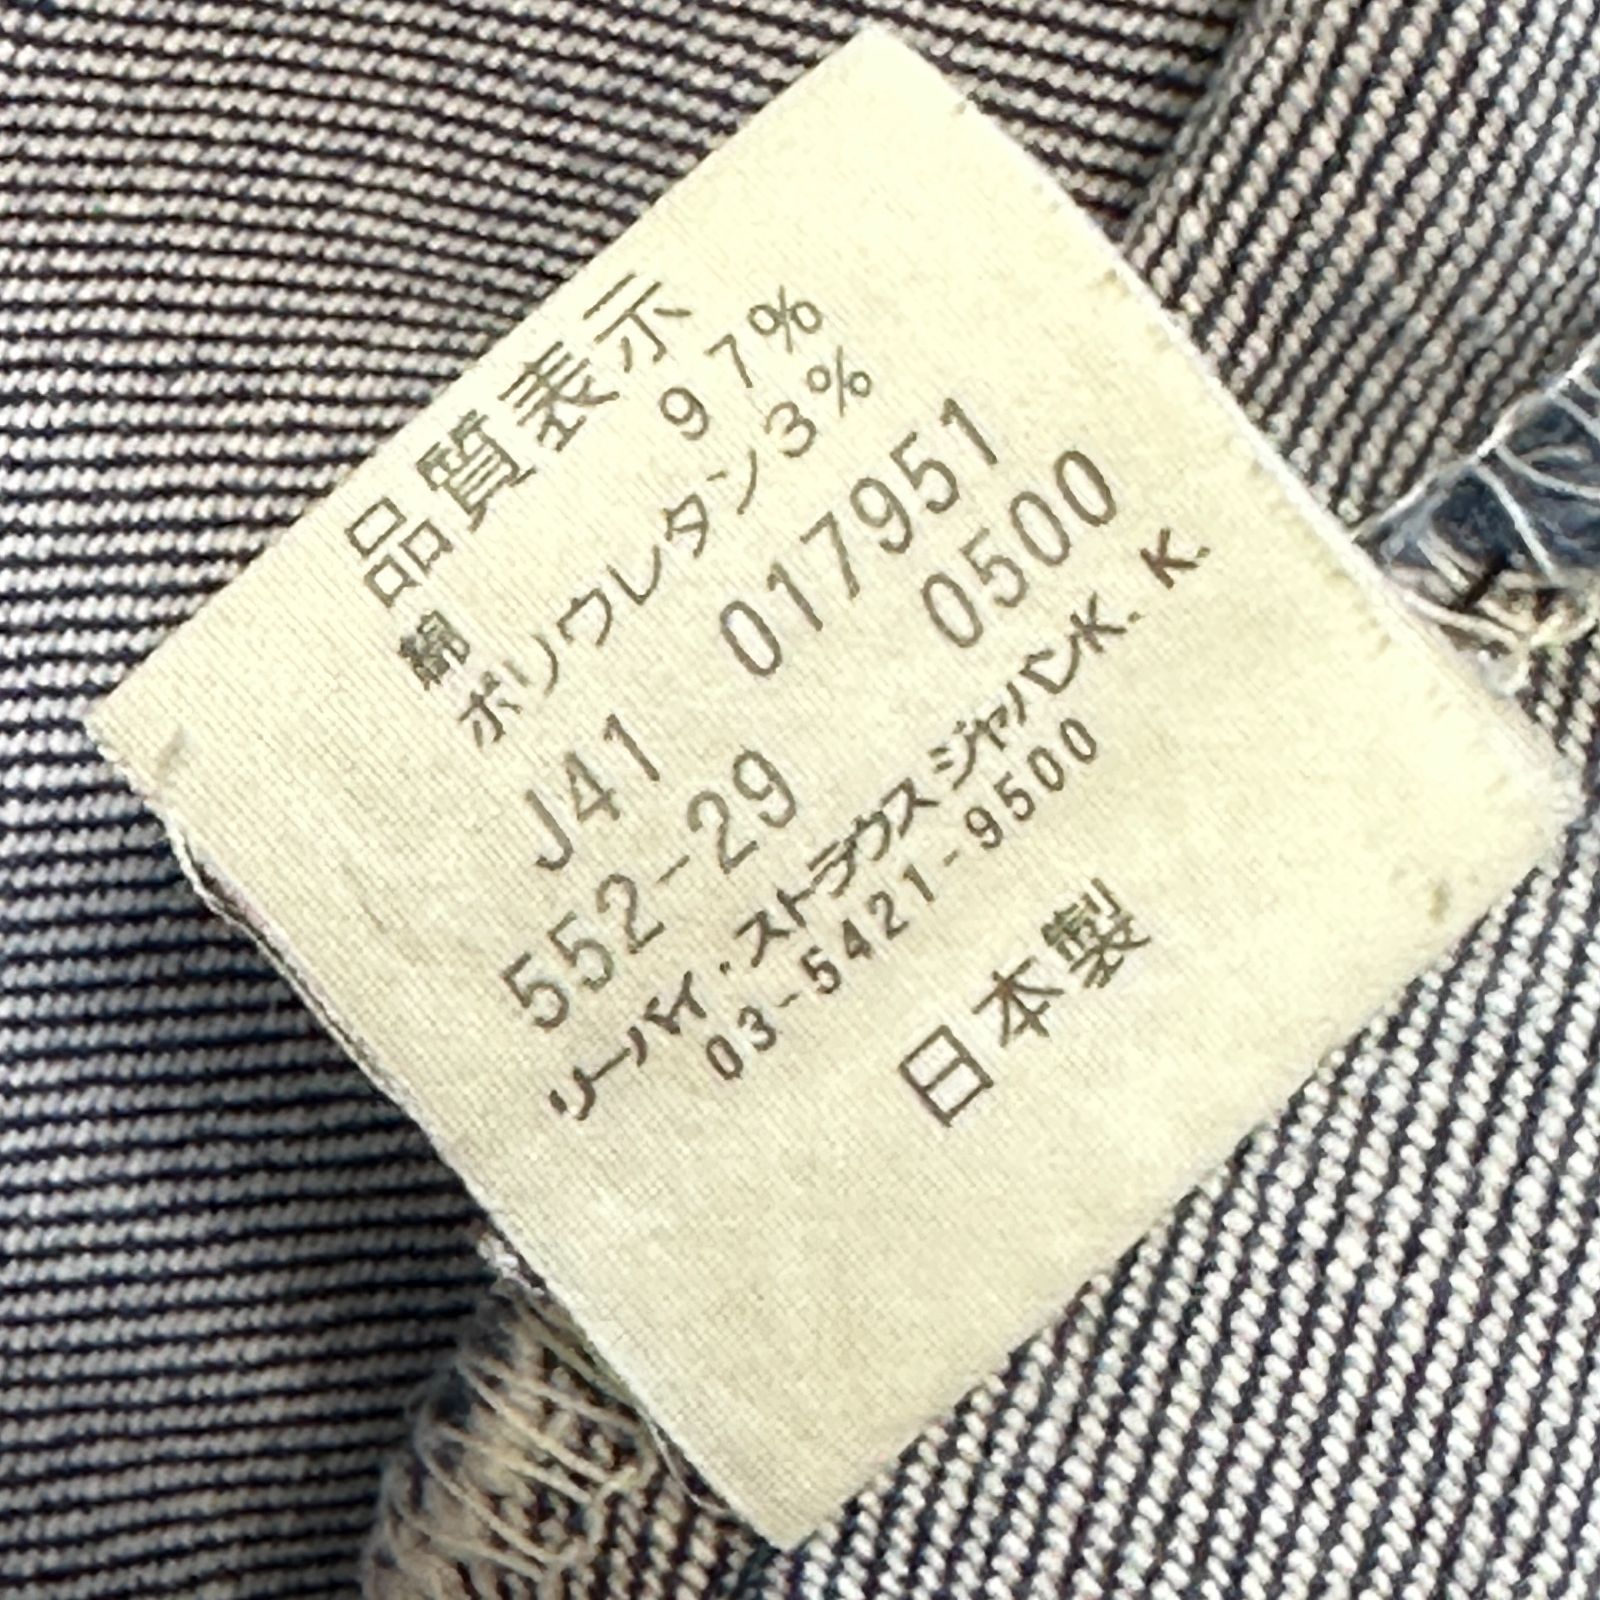 品質表示
綿 97%
ポリウレタン3%
J41 017951
552-29 0500
リーバイ・ストラウス ジャパンK.K.
03-5421-9500
日本製